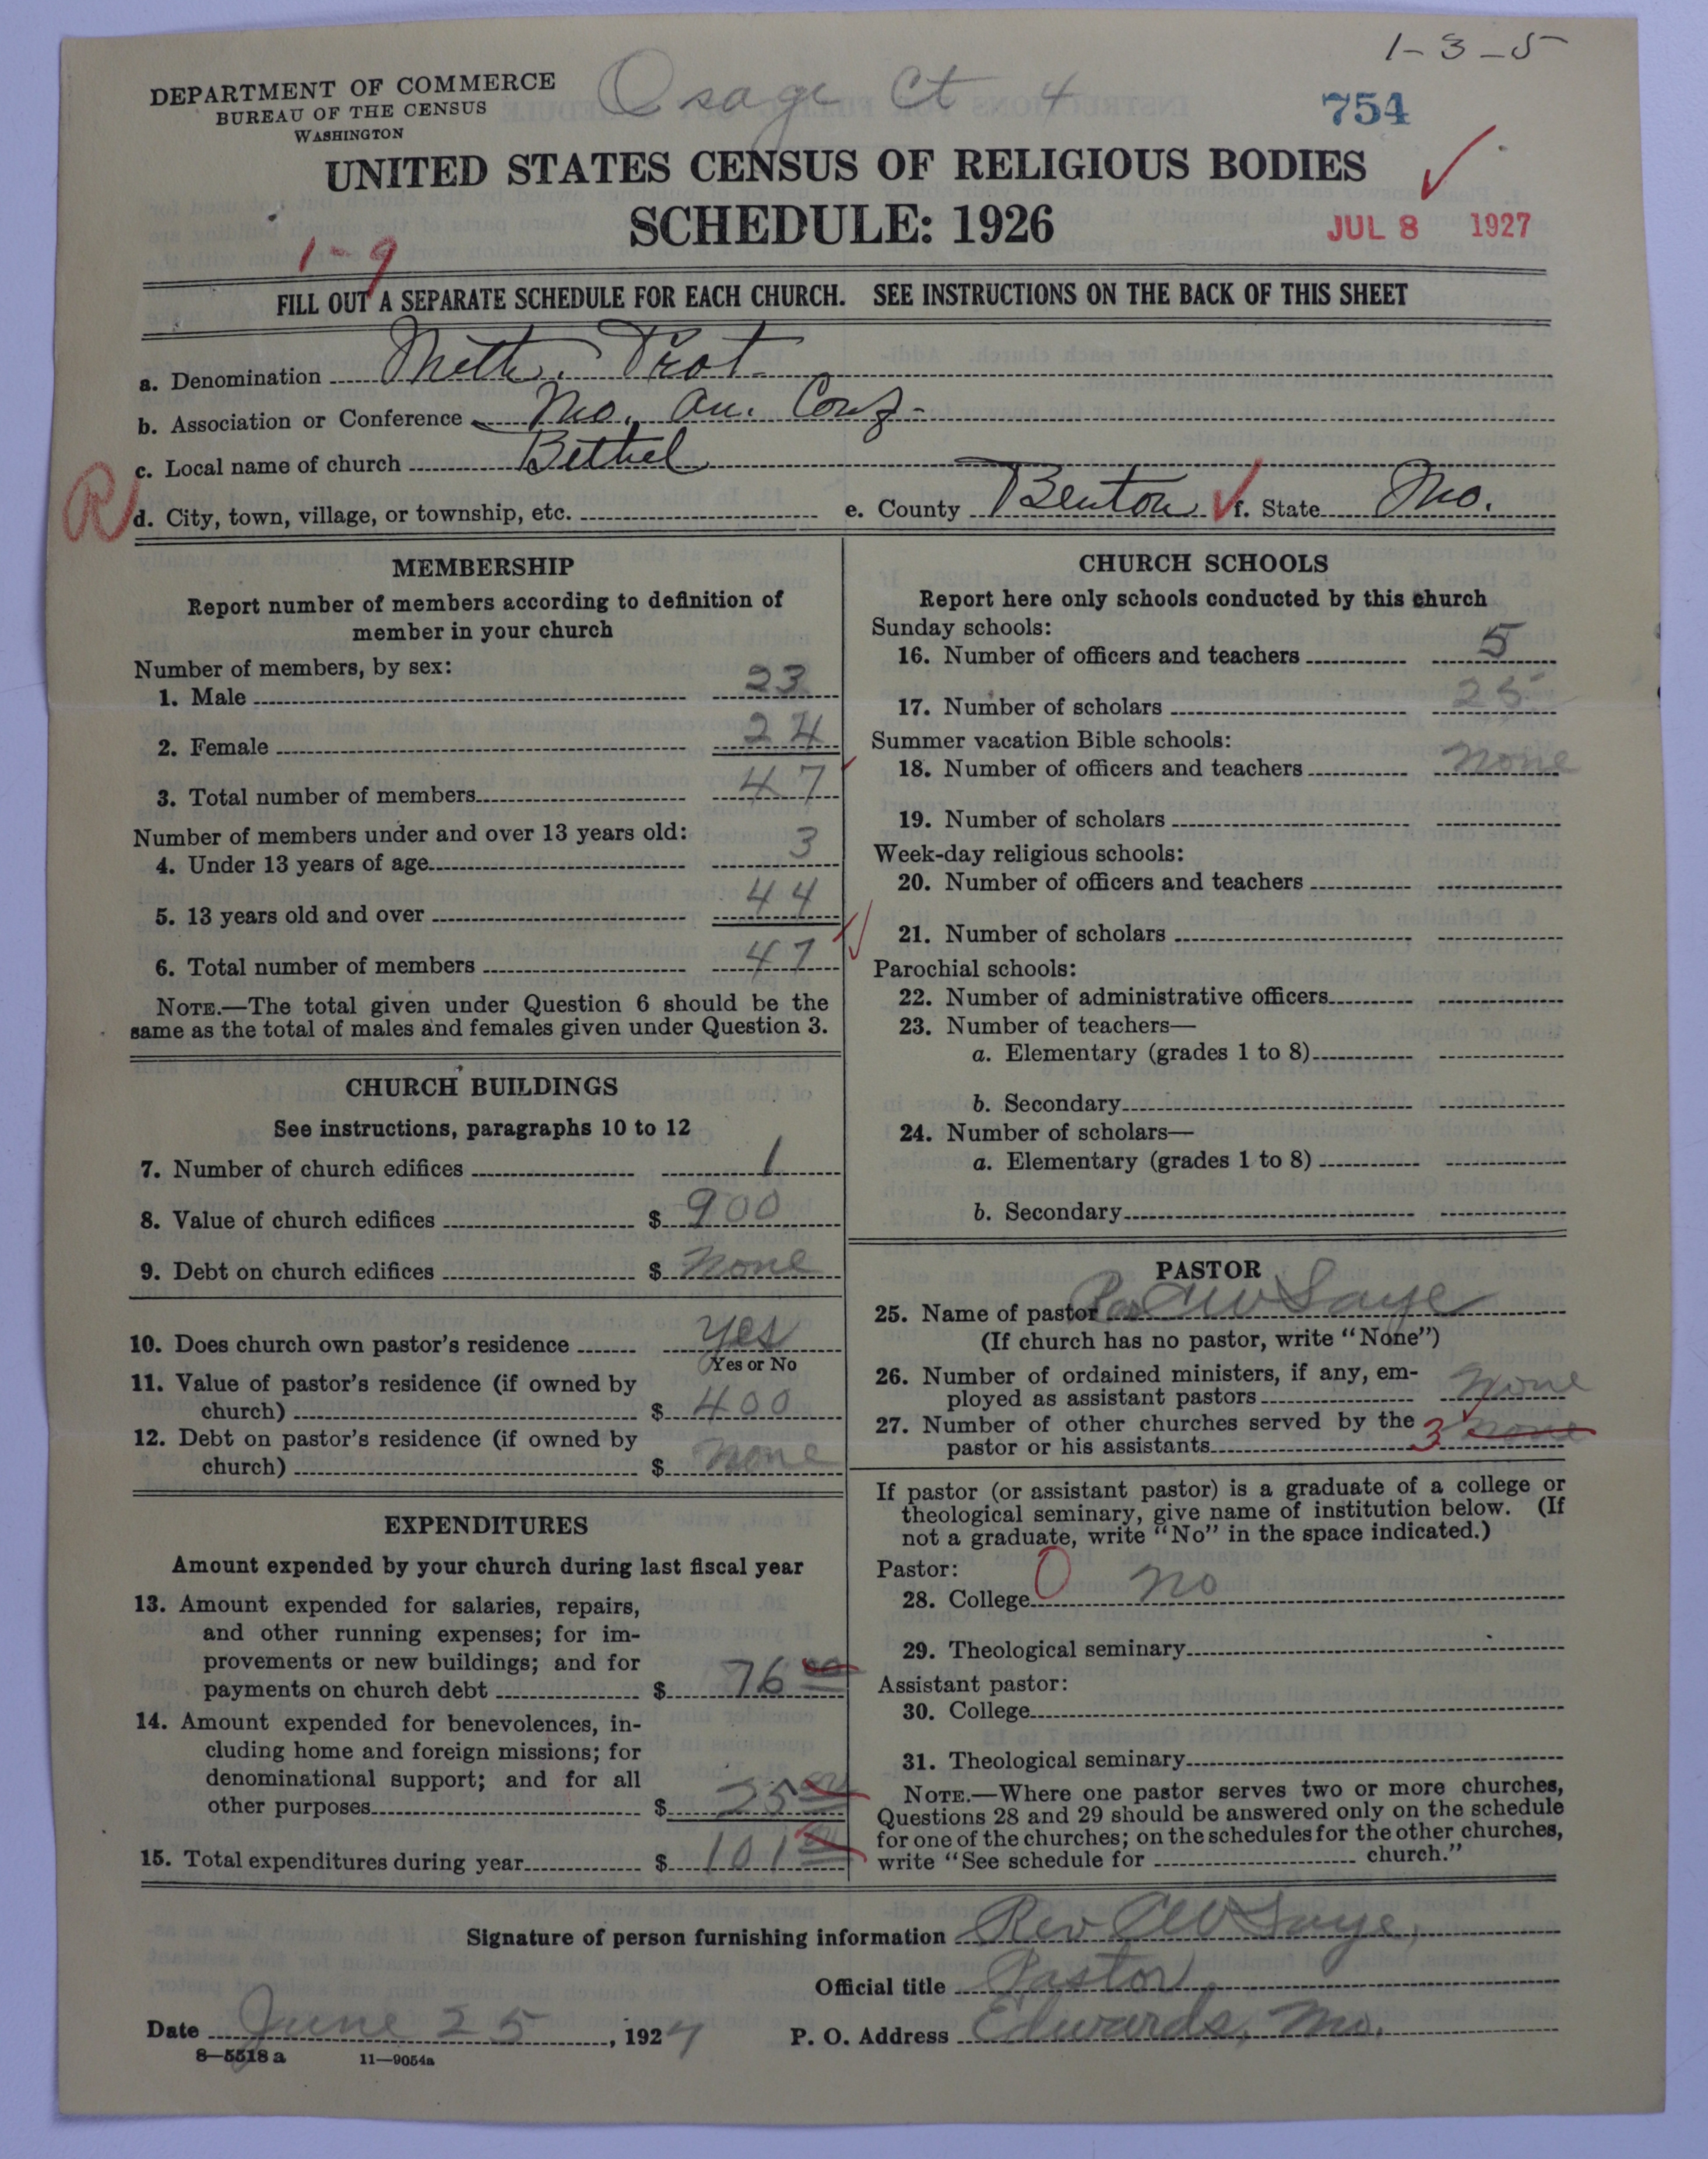 1-3-5
DEPARTMENT OF COMMERCE
BUREAU OF THE CENSUS
WASHINGTON
Osage Ct 4
754
UNITED STATES CENSUS OF RELIGIOUS BODIES
SCHEDULE: 1926
JUL 8 1927
1-9
FILL OUT A SEPARATE SCHEDULE FOR EACH CHURCH. SEE INSTRUCTIONS ON THE BACK OF THIS SHEET
a. Denomination Meth. Prot.
b. Association or Conference Mo. An. Conf.
c. Local name of church Bethel
R
d. City, town, village, or township, etc. e. County Benton f. State Mo.
MEMBERSHIP
Report number of members according to definition of
member in your church
Number of members, by sex:
1. Male 23
2. Female 24
3. Total number of members 47
Number of members under and over 13 years old:
4. Under 13 years of age 3
5. 13 years old and over 44
6. Total number of members 47
NOTE.—The total given under Question 6 should be the
same as the total of males and females given under Question 3.
CHURCH BUILDINGS
See instructions, paragraphs 10 to 12
7. Number of church edifices 1
8. Value of church edifices $ 900
9. Debt on church edifices $ None
10. Does church own pastor's residence Yes
Yes or No
11. Value of pastor's residence (if owned by
church) $ 400
12. Debt on pastor's residence (if owned by
church) $ None
EXPENDITURES
Amount expended by your church during last fiscal year
13. Amount expended for salaries, repairs,
and other running expenses; for im-
provements or new buildings; and for
payments on church debt $ 76 00
14. Amount expended for benevolences, in-
cluding home and foreign missions; for
denominational support; and for all
other purposes $ 25 00
15. Total expenditures during year $ 101 00
CHURCH SCHOOLS
Report here only schools conducted by this church
Sunday schools:
16. Number of officers and teachers 5
17. Number of scholars 25
Summer vacation Bible schools:
18. Number of officers and teachers None
19. Number of scholars
Week-day religious schools:
20. Number of officers and teachers
21. Number of scholars
Parochial schools:
22. Number of administrative officers
23. Number of teachers—
a. Elementary (grades 1 to 8)
b. Secondary
24. Number of scholars—
a. Elementary (grades 1 to 8)
b. Secondary
PASTOR
25. Name of pastor Rev CW Saye
(If church has no pastor, write "None")
26. Number of ordained ministers, if any, em-
ployed as assistant pastors None
27. Number of other churches served by the
pastor or his assistants 3 None
If pastor (or assistant pastor) is a graduate of a college or
theological seminary, give name of institution below. (If
not a graduate, write "No" in the space indicated.)
Pastor:
28. College 0 No
29. Theological seminary
Assistant pastor:
30. College
31. Theological seminary
NOTE.—Where one pastor serves two or more churches,
Questions 28 and 29 should be answered only on the schedule
for one of the churches; on the schedules for the other churches,
write "See schedule for church."
Signature of person furnishing information Rev CW Saye,
Official title Pastor.
Date June 25, 1927 P. O. Address Edwards, Mo.
8—5518 a 11—9054a